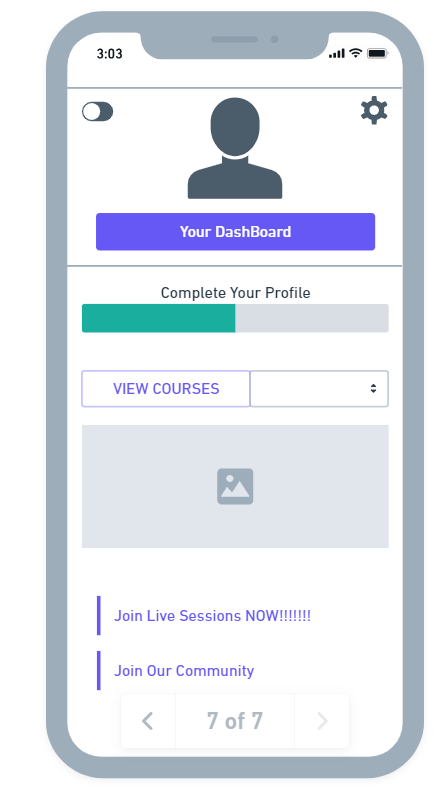 3:03
Your DashBoard
Complete Your Profile
VIEW COURSES
Join Live Sessions NOW!!!!!!!
Join Our Community
7 of 7